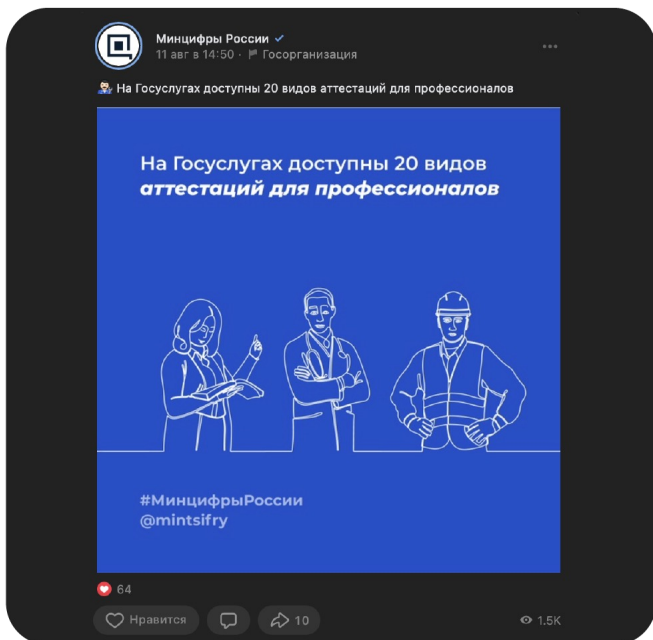 Минцифры России
11 авг в 14:50 · Госорганизация
На Госуслугах доступны 20 видов аттестаций для профессионалов
На Госуслугах доступны 20 видов
аттестаций для профессионалов
#МинцифрыРоссии
@mintsifry
64
Нравится 10 1.5K